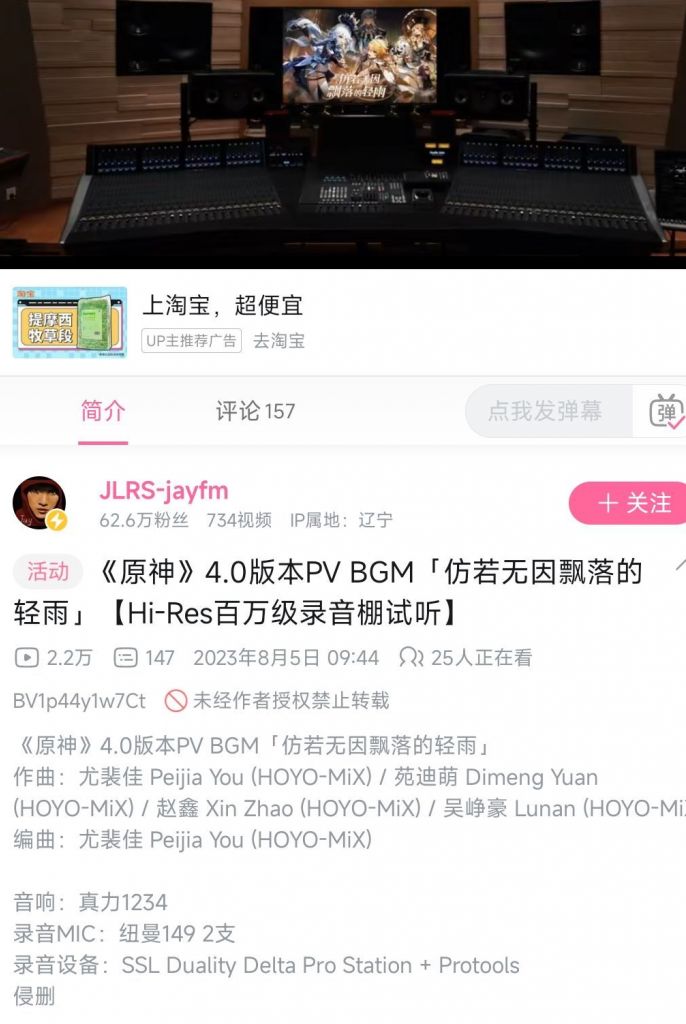 仿若无因
飘落的轻雨
淘宝
提摩西
牧草段
上淘宝，超便宜
UP主推荐广告 去淘宝
简介 评论 157 点我发弹幕 弹
JLRS-jayfm
+ 关注
62.6万粉丝 734视频 IP属地：辽宁
活动 《原神》4.0版本PV BGM「仿若无因飘落的
轻雨」【Hi-Res百万级录音棚试听】
2.2万 147 2023年8月5日 09:44 25人正在看
BV1p44y1w7Ct 未经作者授权禁止转载
《原神》4.0版本PV BGM「仿若无因飘落的轻雨」
作曲：尤裴佳 Peijia You (HOYO-MiX) / 苑迪萌 Dimeng Yuan
(HOYO-MiX) / 赵鑫 Xin Zhao (HOYO-MiX) / 吴峥豪 Lunan (HOYO-Mi
编曲：尤裴佳 Peijia You (HOYO-MiX)
音响：真力1234
录音MIC：纽曼149 2支
录音设备：SSL Duality Delta Pro Station + Protools
侵删